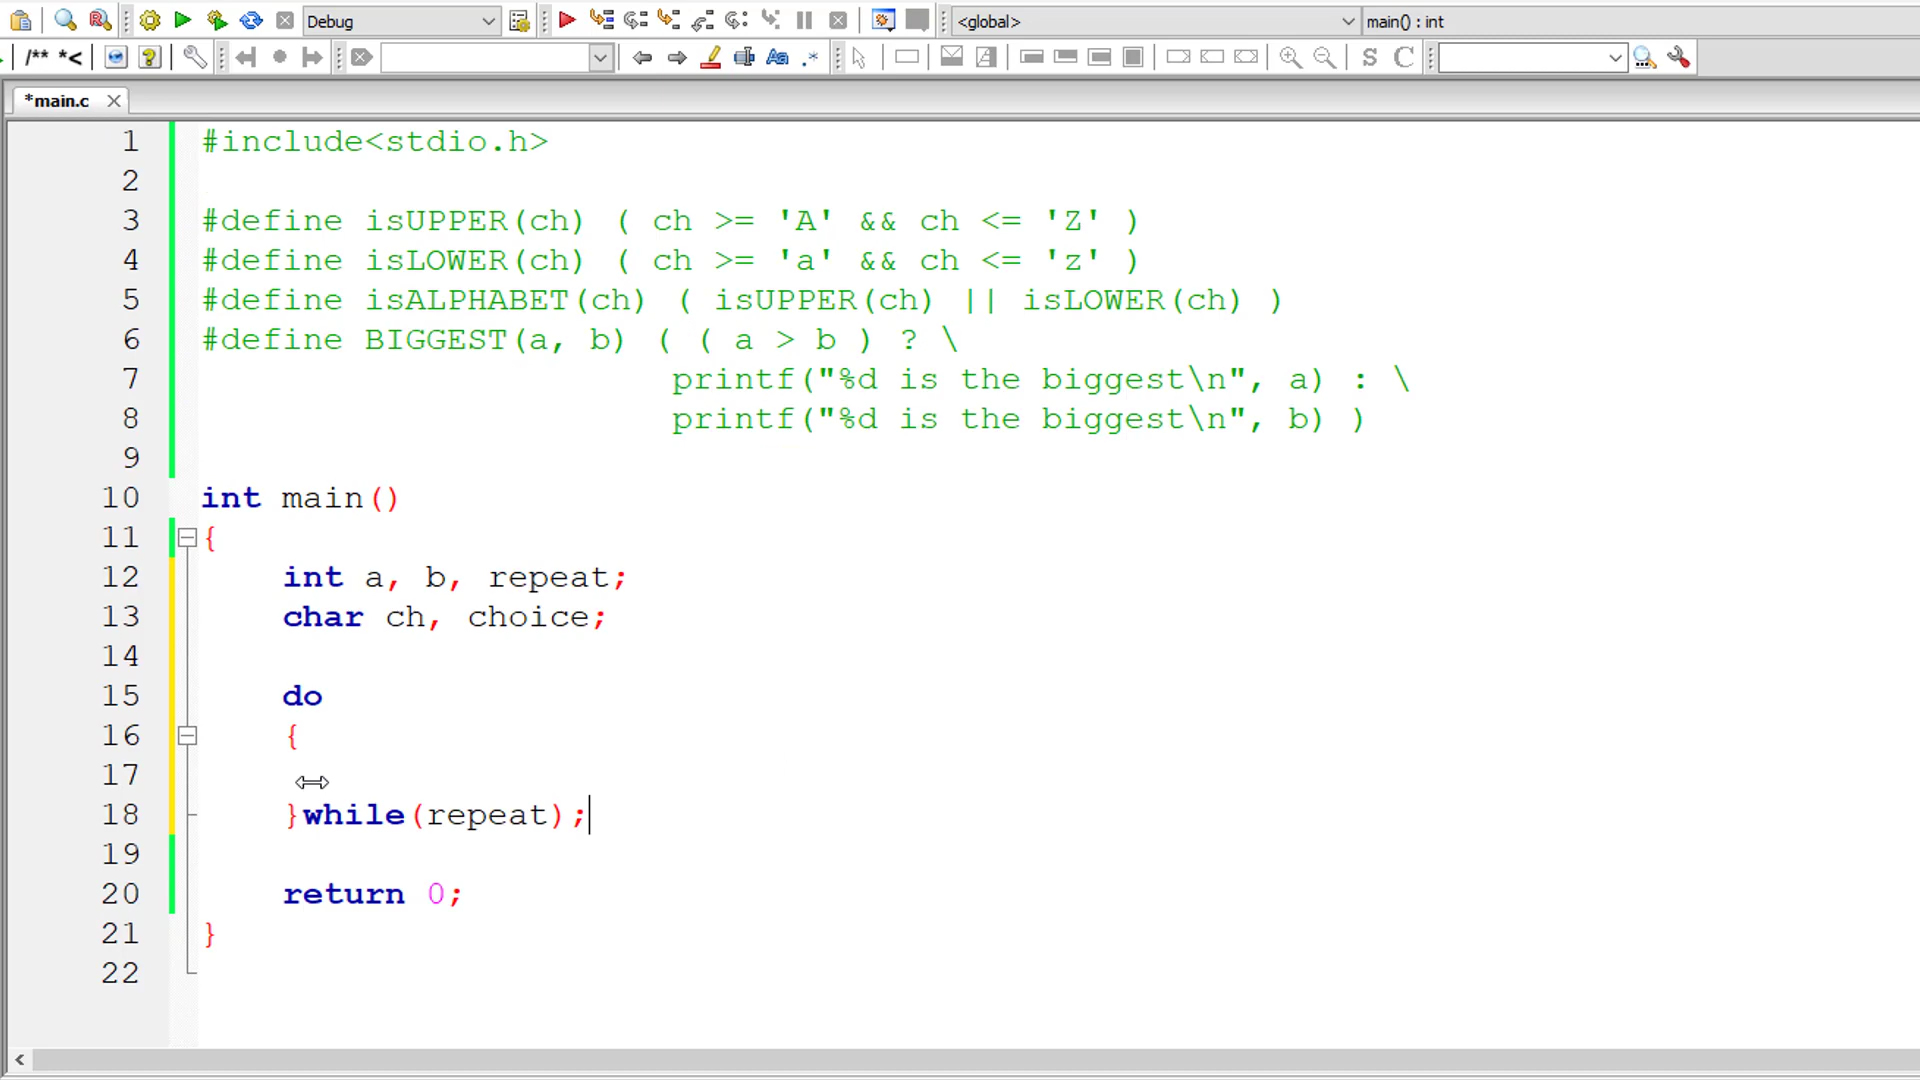 Debug
<global>
main() : int
/** *<
Aa
.*
S
C
*main.c
1 #include<stdio.h>
2
3 #define isUPPER(ch) ( ch >= 'A' && ch <= 'Z' )
4 #define isLOWER(ch) ( ch >= 'a' && ch <= 'z' )
5 #define isALPHABET(ch) ( isUPPER(ch) || isLOWER(ch) )
6 #define BIGGEST(a, b) ( ( a > b ) ? \
7 printf("%d is the biggest\n", a) : \
8 printf("%d is the biggest\n", b) )
9
10 int main()
11 {
12 int a, b, repeat;
13 char ch, choice;
14
15 do
16 {
17
18 }while(repeat);
19
20 return 0;
21 }
22